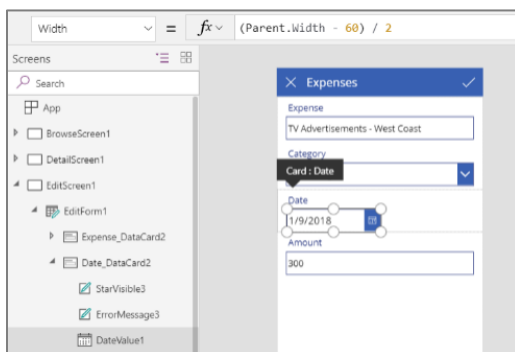 Width = fx (Parent.Width - 60) / 2
Screens
Search
App
BrowseScreen1
DetailScreen1
EditScreen1
EditForm1
Expense_DataCard2
Date_DataCard2
StarVisible3
ErrorMessage3
DateValue1
Expenses
Expense
TV Advertisements - West Coast
Category
Card : Date
Date
1/9/2018
Amount
300